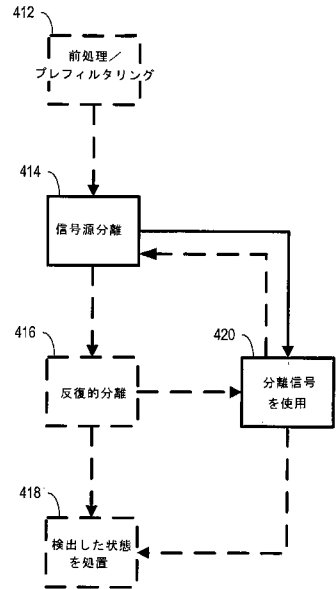 412
前処理／
プレフィルタリング
414
信号源分離
416
反復的分離
420
分離信号
を使用
418
検出した状態
を処置